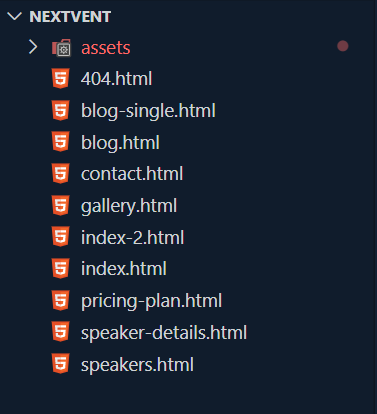 NEXTVENT
assets
404.html
blog-single.html
blog.html
contact.html
gallery.html
index-2.html
index.html
pricing-plan.html
speaker-details.html
speakers.html